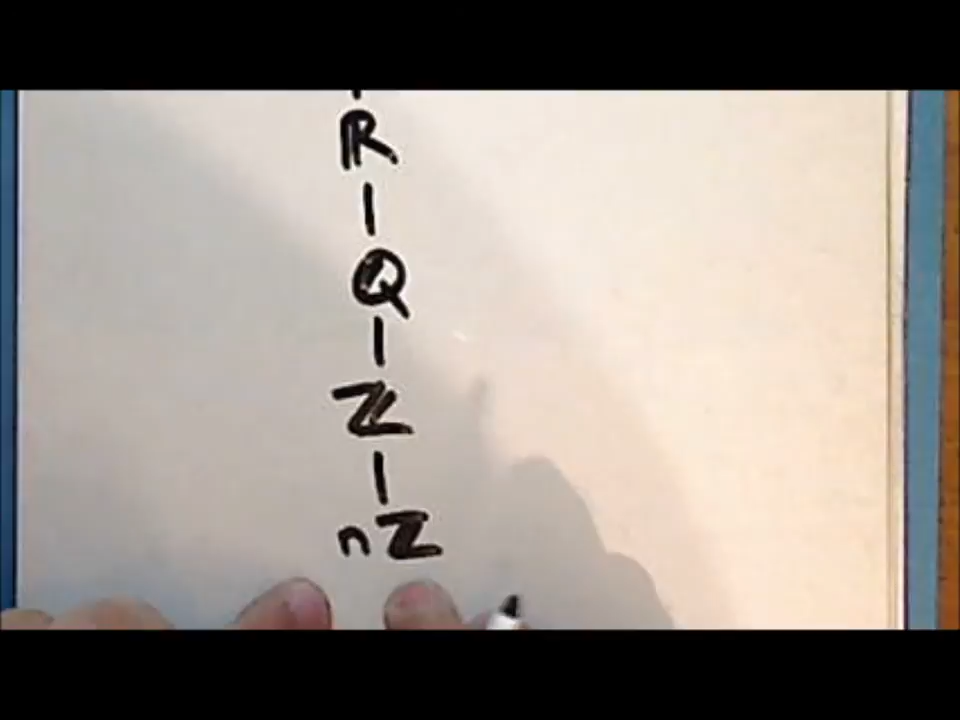 ℝ
|
ℚ
|
ℤ
|
nℤ